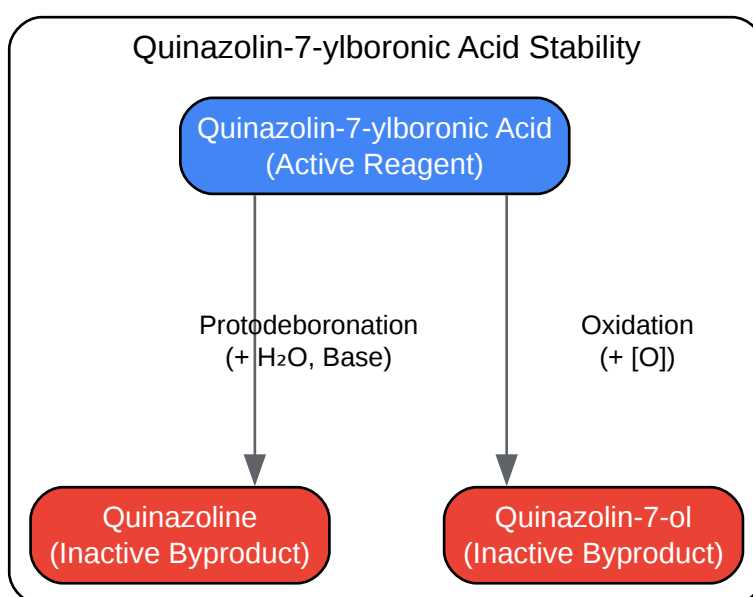 Quinazolin-7-ylboronic Acid Stability
Quinazolin-7-ylboronic Acid
(Active Reagent)
Protodeboronation
(+ H₂O, Base)
Oxidation
(+ [O])
Quinazoline
(Inactive Byproduct)
Quinazolin-7-ol
(Inactive Byproduct)